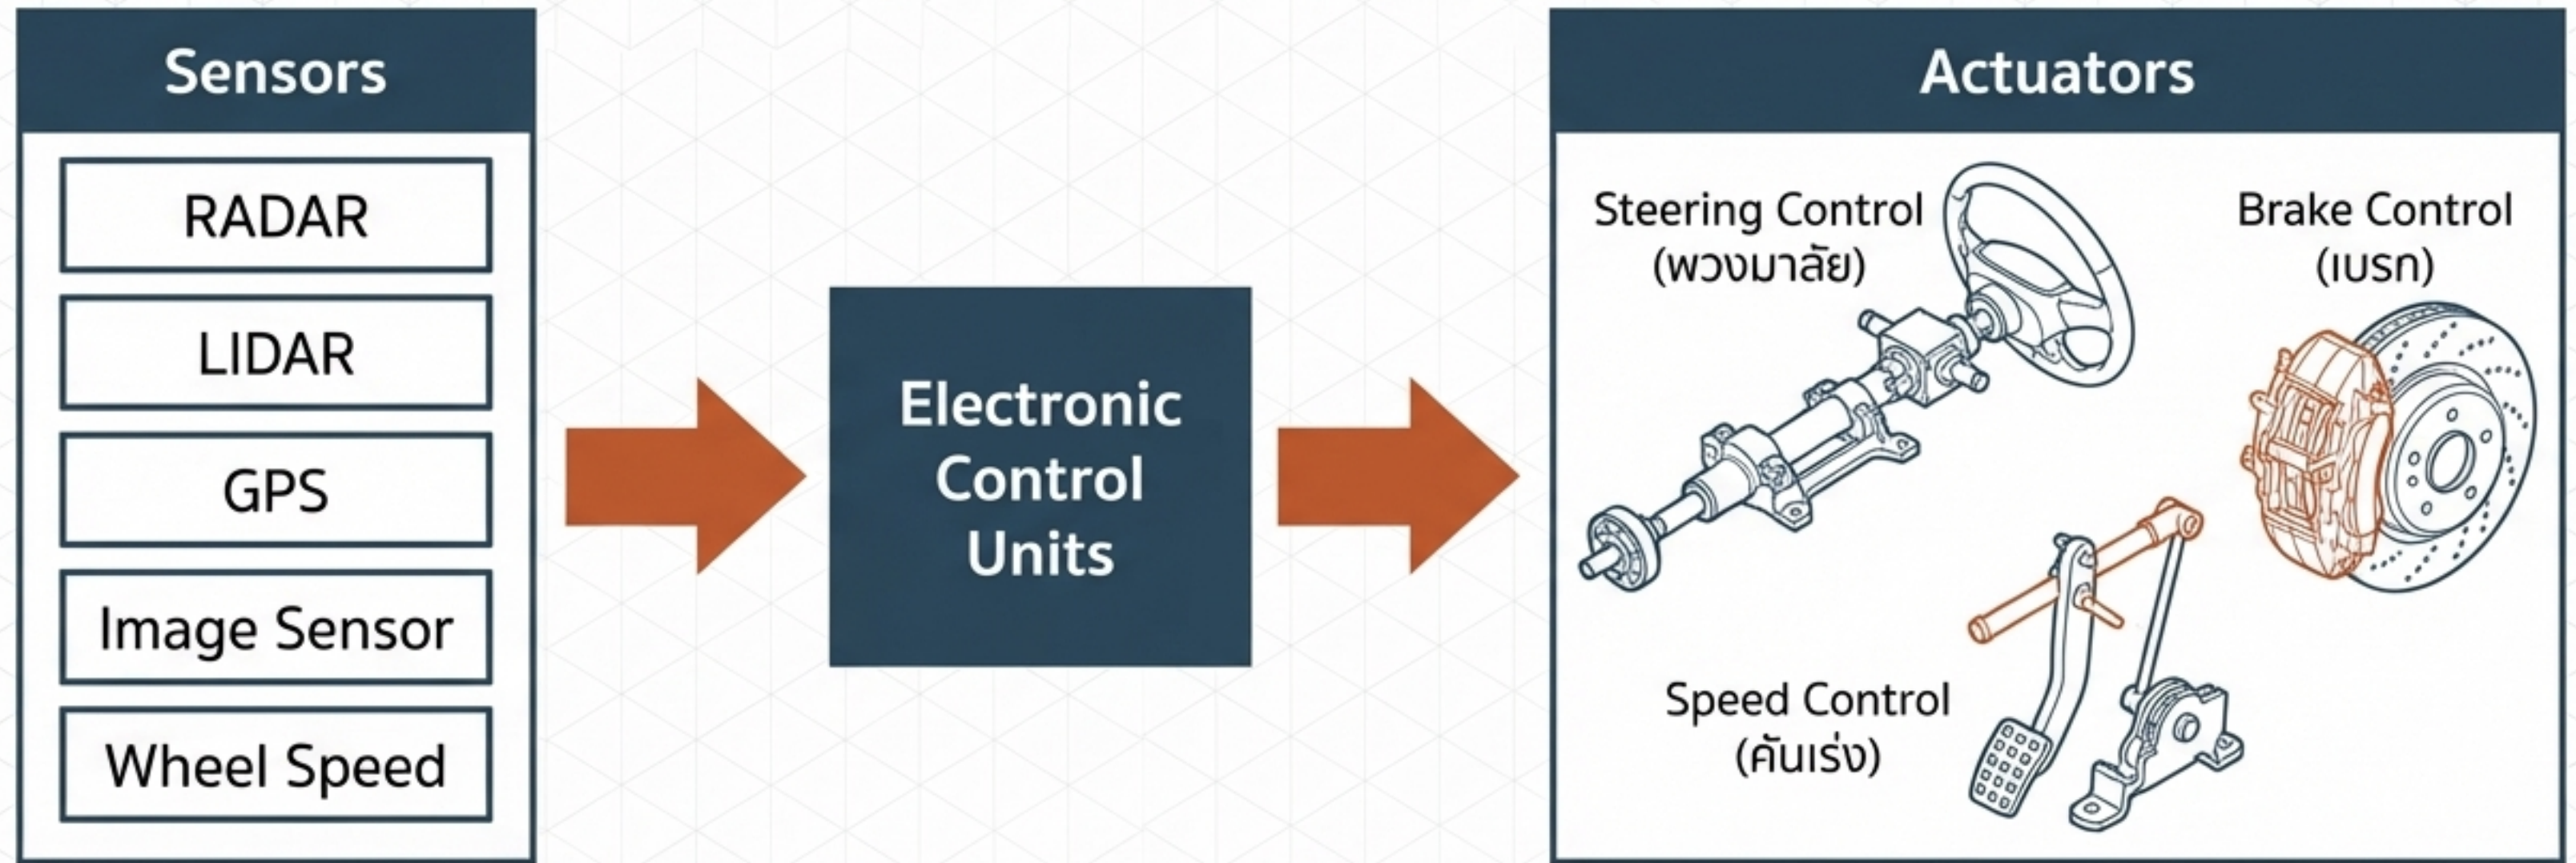 Sensors
RADAR
LIDAR
GPS
Image Sensor
Wheel Speed
Electronic
Control
Units
Actuators
Steering Control
(พวงมาลัย)
Brake Control
(เบรก)
Speed Control
(คันเร่ง)